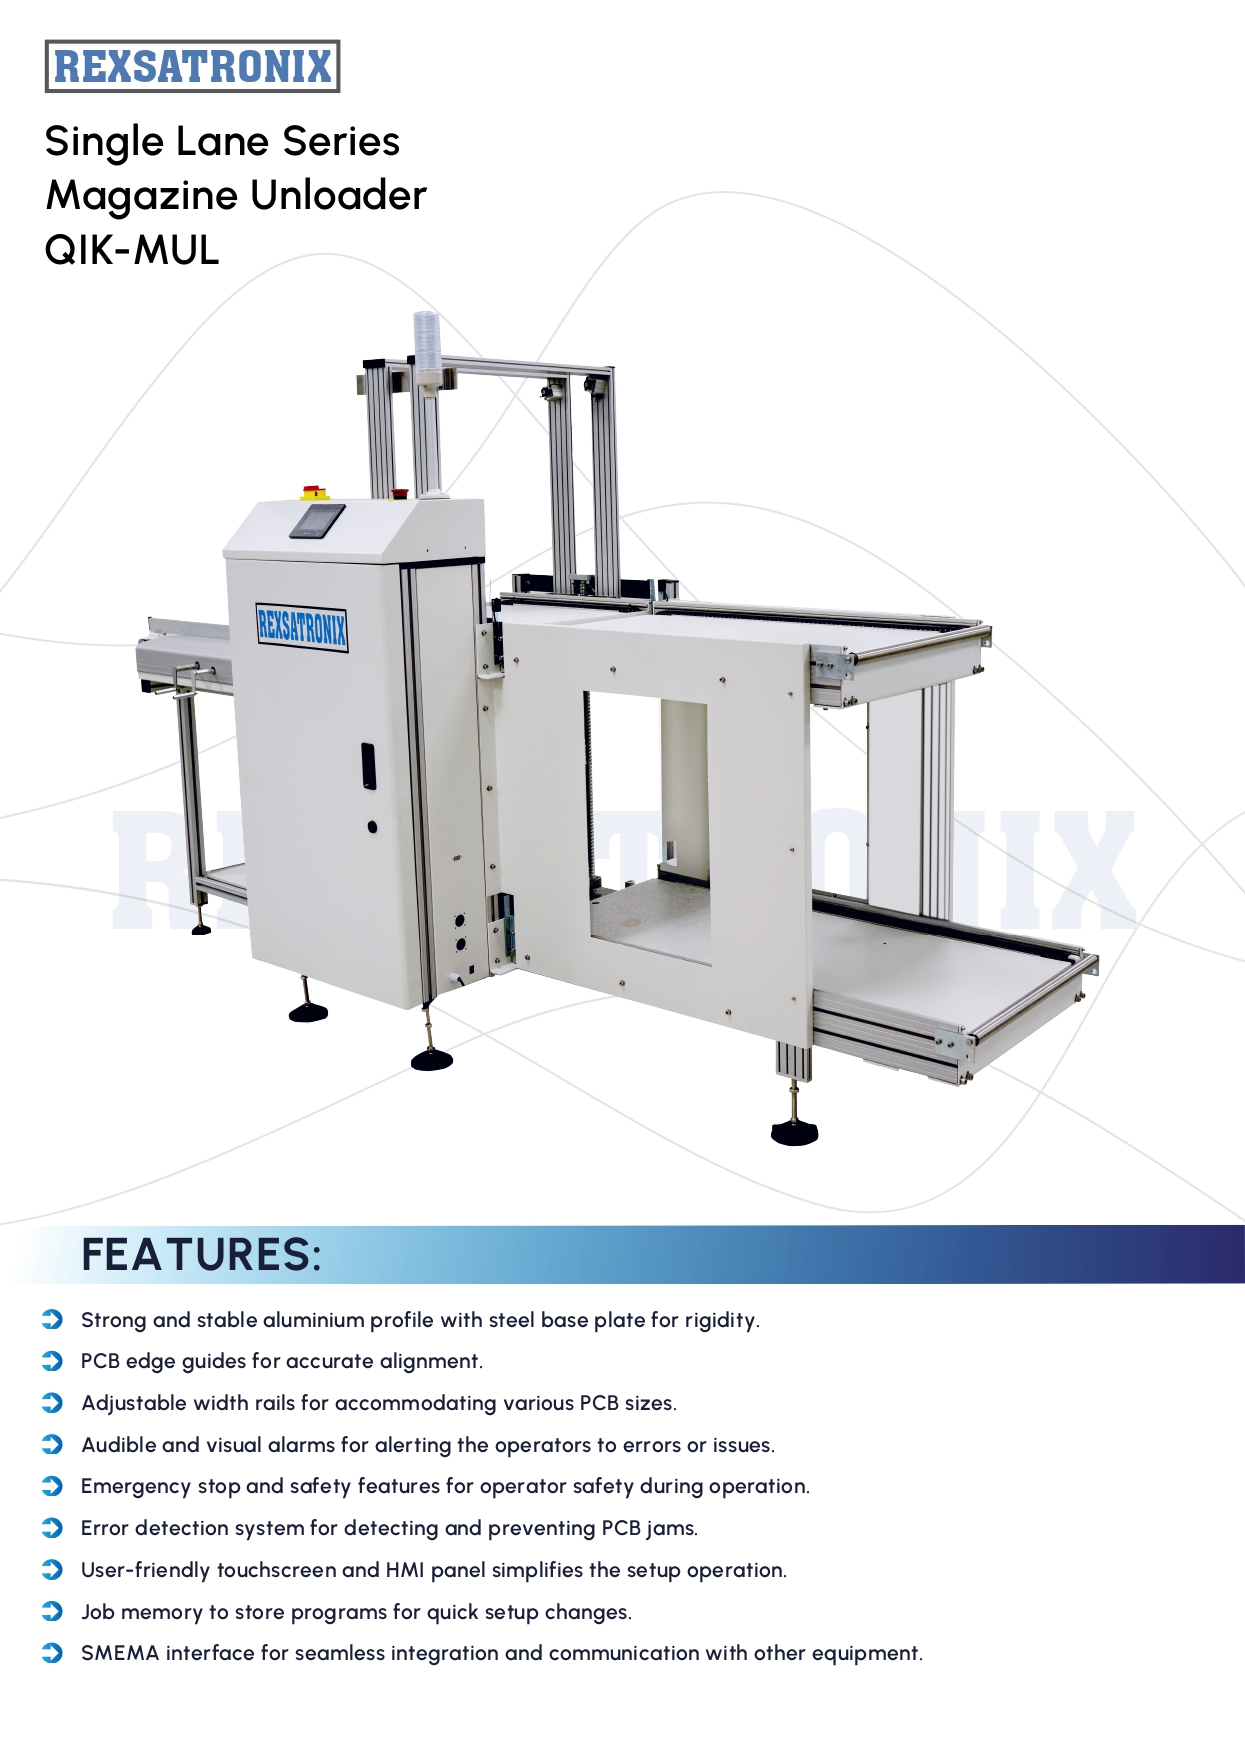 REXSATRONIX
Single Lane Series
Magazine Unloader
QIK-MUL
REXSATRONIX
FEATURES:
Strong and stable aluminium profile with steel base plate for rigidity.
PCB edge guides for accurate alignment.
Adjustable width rails for accommodating various PCB sizes.
Audible and visual alarms for alerting the operators to errors or issues.
Emergency stop and safety features for operator safety during operation.
Error detection system for detecting and preventing PCB jams.
User-friendly touchscreen and HMI panel simplifies the setup operation.
Job memory to store programs for quick setup changes.
SMEMA interface for seamless integration and communication with other equipment.